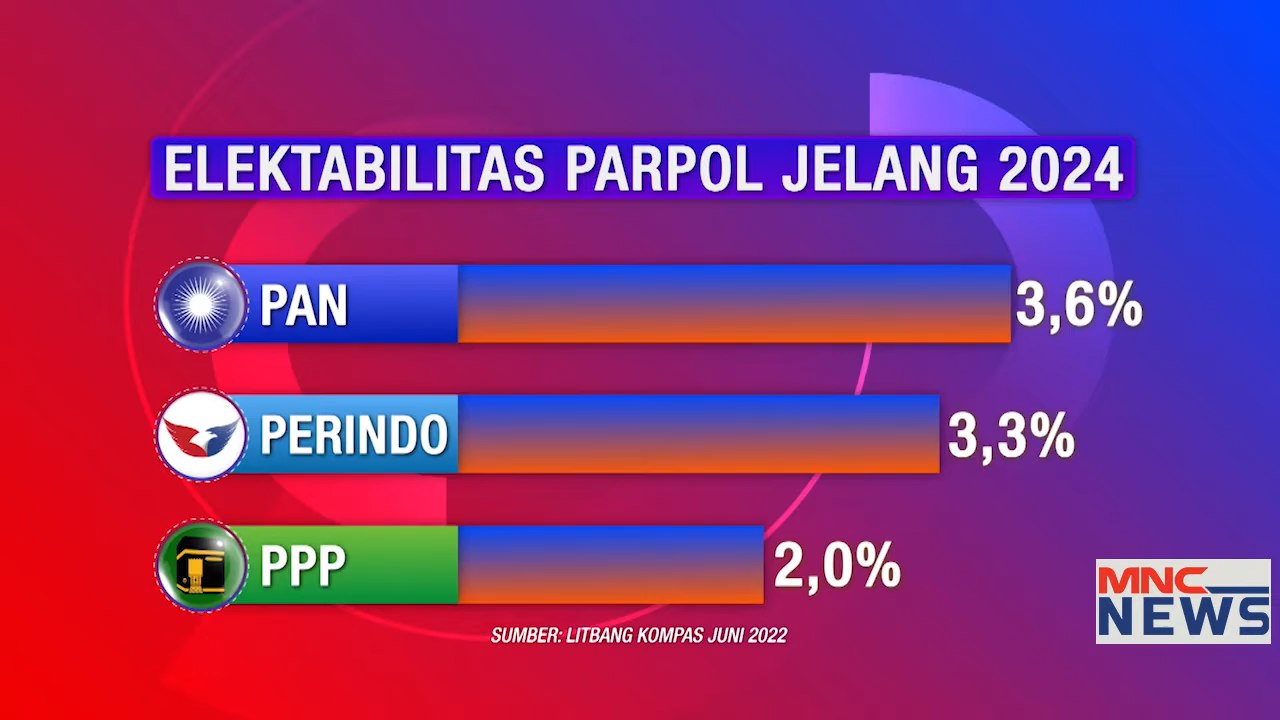 ELEKTABILITAS PARPOL JELANG 2024
PAN
3,6%
PERINDO
3,3%
PPP
2,0%
SUMBER: LITBANG KOMPAS JUNI 2022
MNC
NEWS